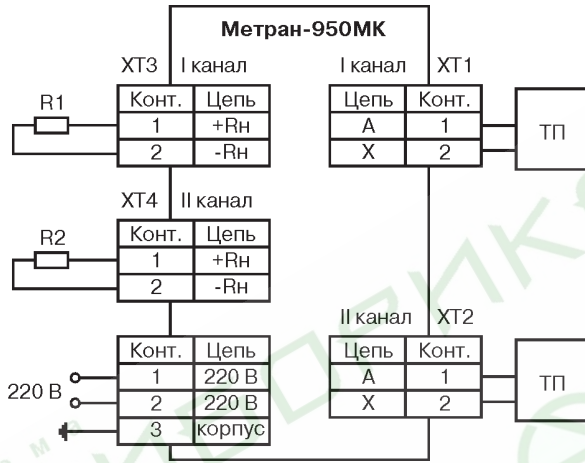 Метран-950МК
XT3 I канал
I канал XT1
R1
Конт. Цепь
1 +Rн
2 -Rн
Цепь Конт.
A 1
X 2
ТП
XT4 II канал
R2
Конт. Цепь
1 +Rн
2 -Rн
II канал XT2
220 В
Конт. Цепь
1 220 В
2 220 В
3 корпус
Цепь Конт.
A 1
X 2
ТП